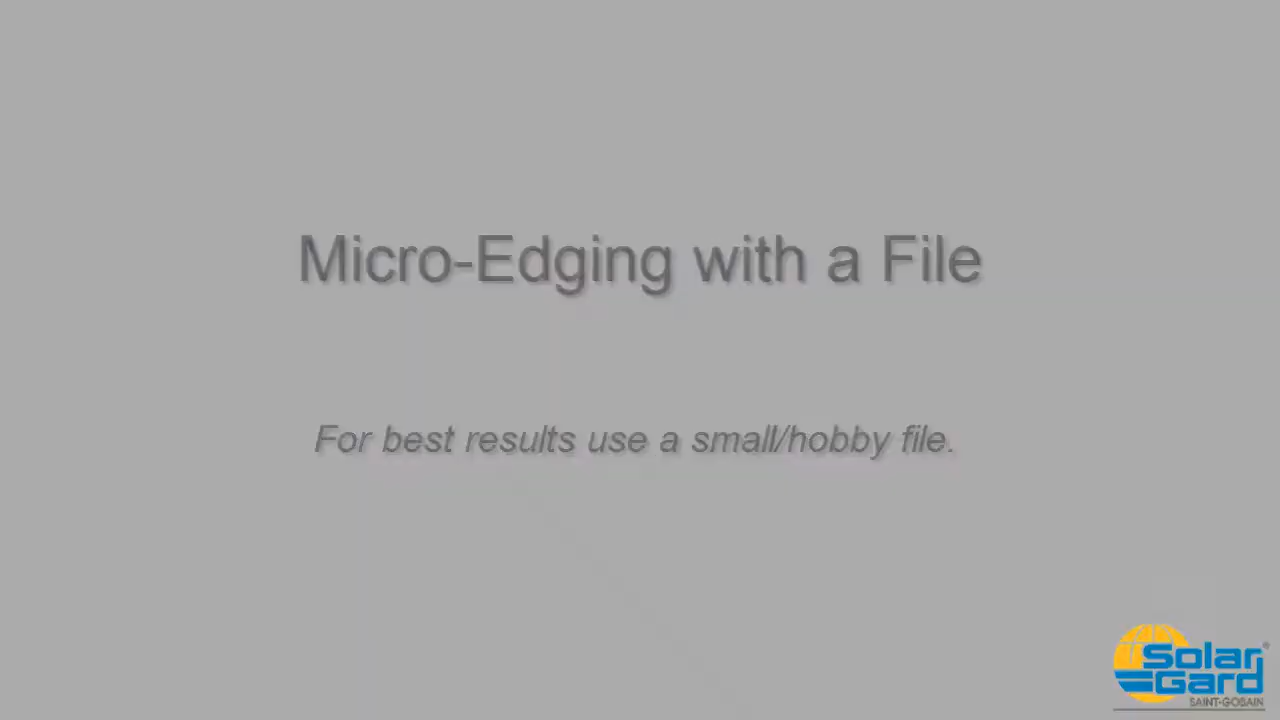 Micro-Edging with a File
For best results use a small/hobby file.
Solar
Gard
SAINT-GOBAIN